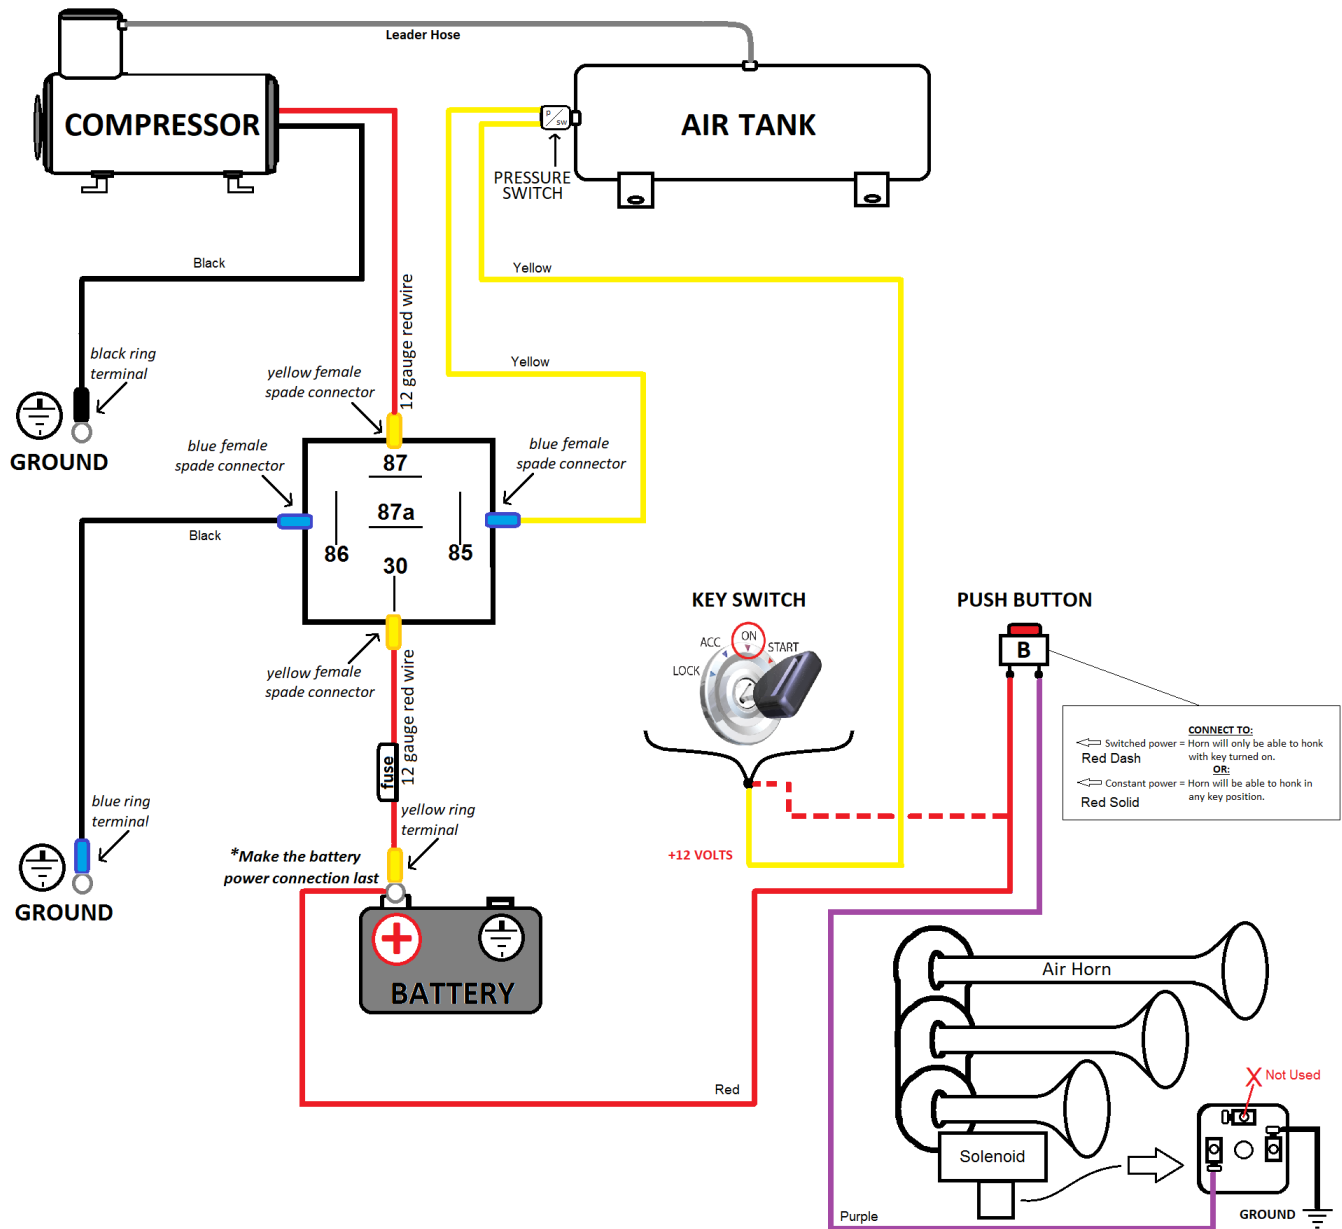 Leader Hose
COMPRESSOR
P
sw
AIR TANK
PRESSURE
SWITCH
Black
Yellow
12 gauge red wire
black ring
terminal
yellow female
spade connector
Yellow
GROUND
blue female
spade connector
blue female
spade connector
87
87a
86
85
30
Black
KEY SWITCH
PUSH BUTTON
ACC
ON
START
LOCK
B
yellow female
spade connector
12 gauge red wire
fuse
CONNECT TO:
Switched power = Horn will only be able to honk
with key turned on.
Red Dash
OR:
Constant power = Horn will be able to honk in
any key position.
Red Solid
blue ring
terminal
yellow ring
terminal
*Make the battery
power connection last
+12 VOLTS
GROUND
+
BATTERY
Air Horn
Red
X Not Used
Solenoid
Purple
GROUND